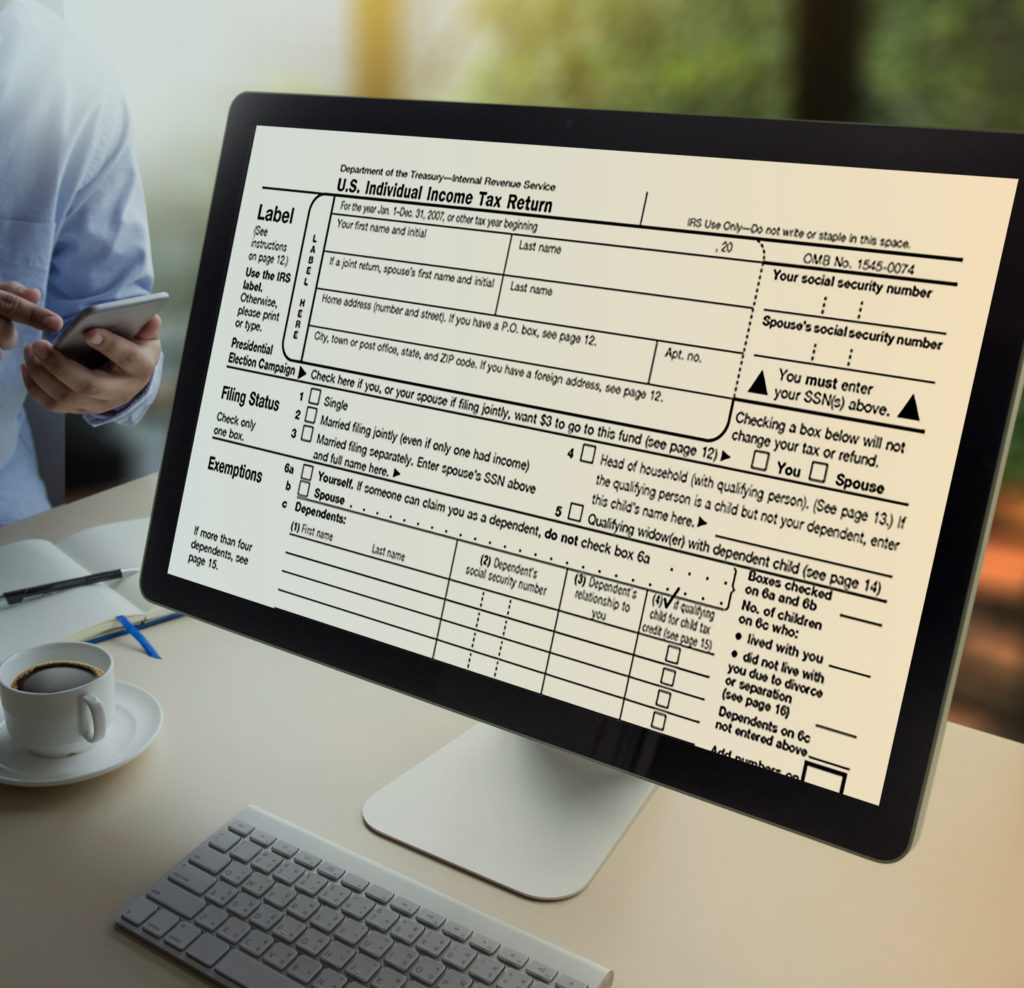 Department of the Treasury—Internal Revenue Service
U.S. Individual Income Tax Return
IRS Use Only—Do not write or staple in this space.
For the year Jan. 1–Dec. 31, 2007, or other tax year beginning , 20
OMB No. 1545-0074
Label
(See
instructions
on page 12.)
Use the IRS
label.
Otherwise,
please print
or type.
LABEL HERE
Your first name and initial
Last name
Your social security number
If a joint return, spouse's first name and initial
Last name
Spouse's social security number
Home address (number and street). If you have a P.O. box, see page 12.
Apt. no.
You must enter
your SSN(s) above.
City, town or post office, state, and ZIP code. If you have a foreign address, see page 12.
Checking a box below will not
change your tax or refund.
Presidential
Election Campaign
Check here if you, or your spouse if filing jointly, want $3 to go to this fund (see page 12)
You
Spouse
Filing Status
Check only
one box.
1 Single
2 Married filing jointly (even if only one had income)
3 Married filing separately. Enter spouse's SSN above
and full name here.
4 Head of household (with qualifying person). (See page 13.) If
the qualifying person is a child but not your dependent, enter
this child's name here.
5 Qualifying widow(er) with dependent child (see page 14)
Exemptions
6a Yourself. If someone can claim you as a dependent, do not check box 6a
b Spouse
c Dependents:
(1) First name Last name
(2) Dependent's
social security number
(3) Dependent's
relationship to
you
(4) ✓ if qualifying
child for child tax
credit (see page 15)
If more than four
dependents, see
page 15.
Boxes checked
on 6a and 6b
No. of children
on 6c who:
• lived with you
• did not live with
you due to divorce
or separation
(see page 16)
Dependents on 6c
not entered above
Add numbers on